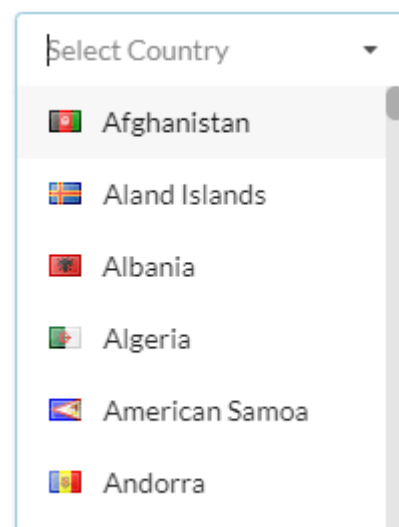 Select Country
Afghanistan
Aland Islands
Albania
Algeria
American Samoa
Andorra